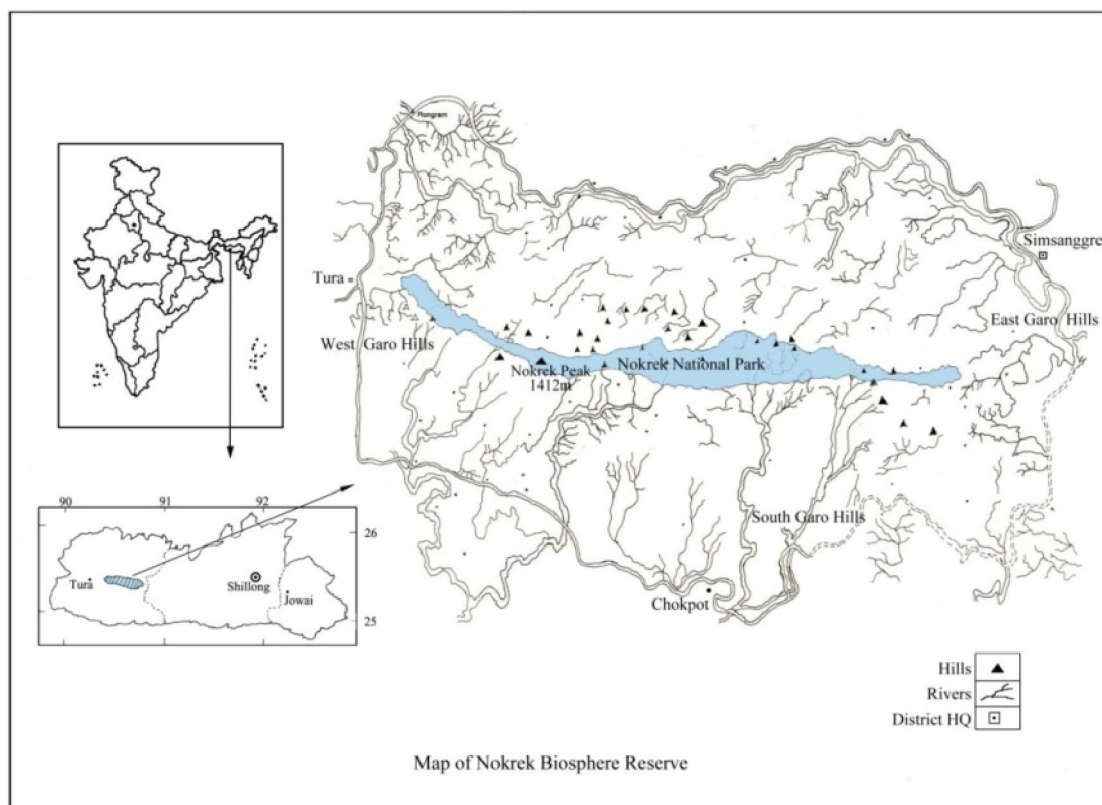 Rongram
Simsanggre
Tura
East Garo Hills
West Garo Hills
Nokrek Peak
1412m
Nokrek National Park
90
91
92
26
South Garo Hills
Tura
Shillong
Jowai
Chokpot
25
Hills
Rivers
District HQ
Map of Nokrek Biosphere Reserve